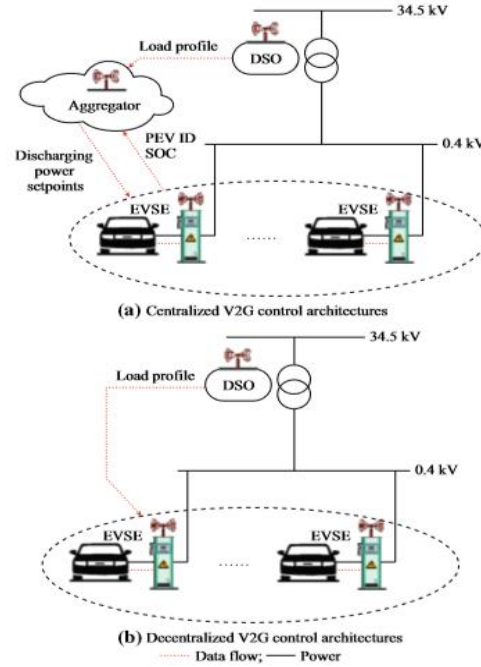 34.5 kV
Load profile
DSO
Aggregator
PEV ID
SOC
0.4 kV
Discharging
power
setpoints
EVSE
EVSE
.....
(a) Centralized V2G control architectures
34.5 kV
Load profile
DSO
0.4 kV
EVSE
EVSE
.....
(b) Decentralized V2G control architectures
Data flow; Power